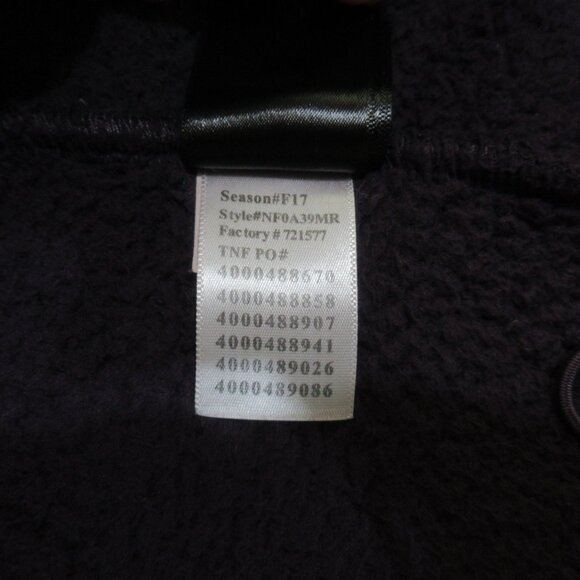 Season#F17
Style#NF0A39MR
Factory # 721577
TNF PO#
4000488670
4000488858
4000488907
4000488941
4000489026
4000489086